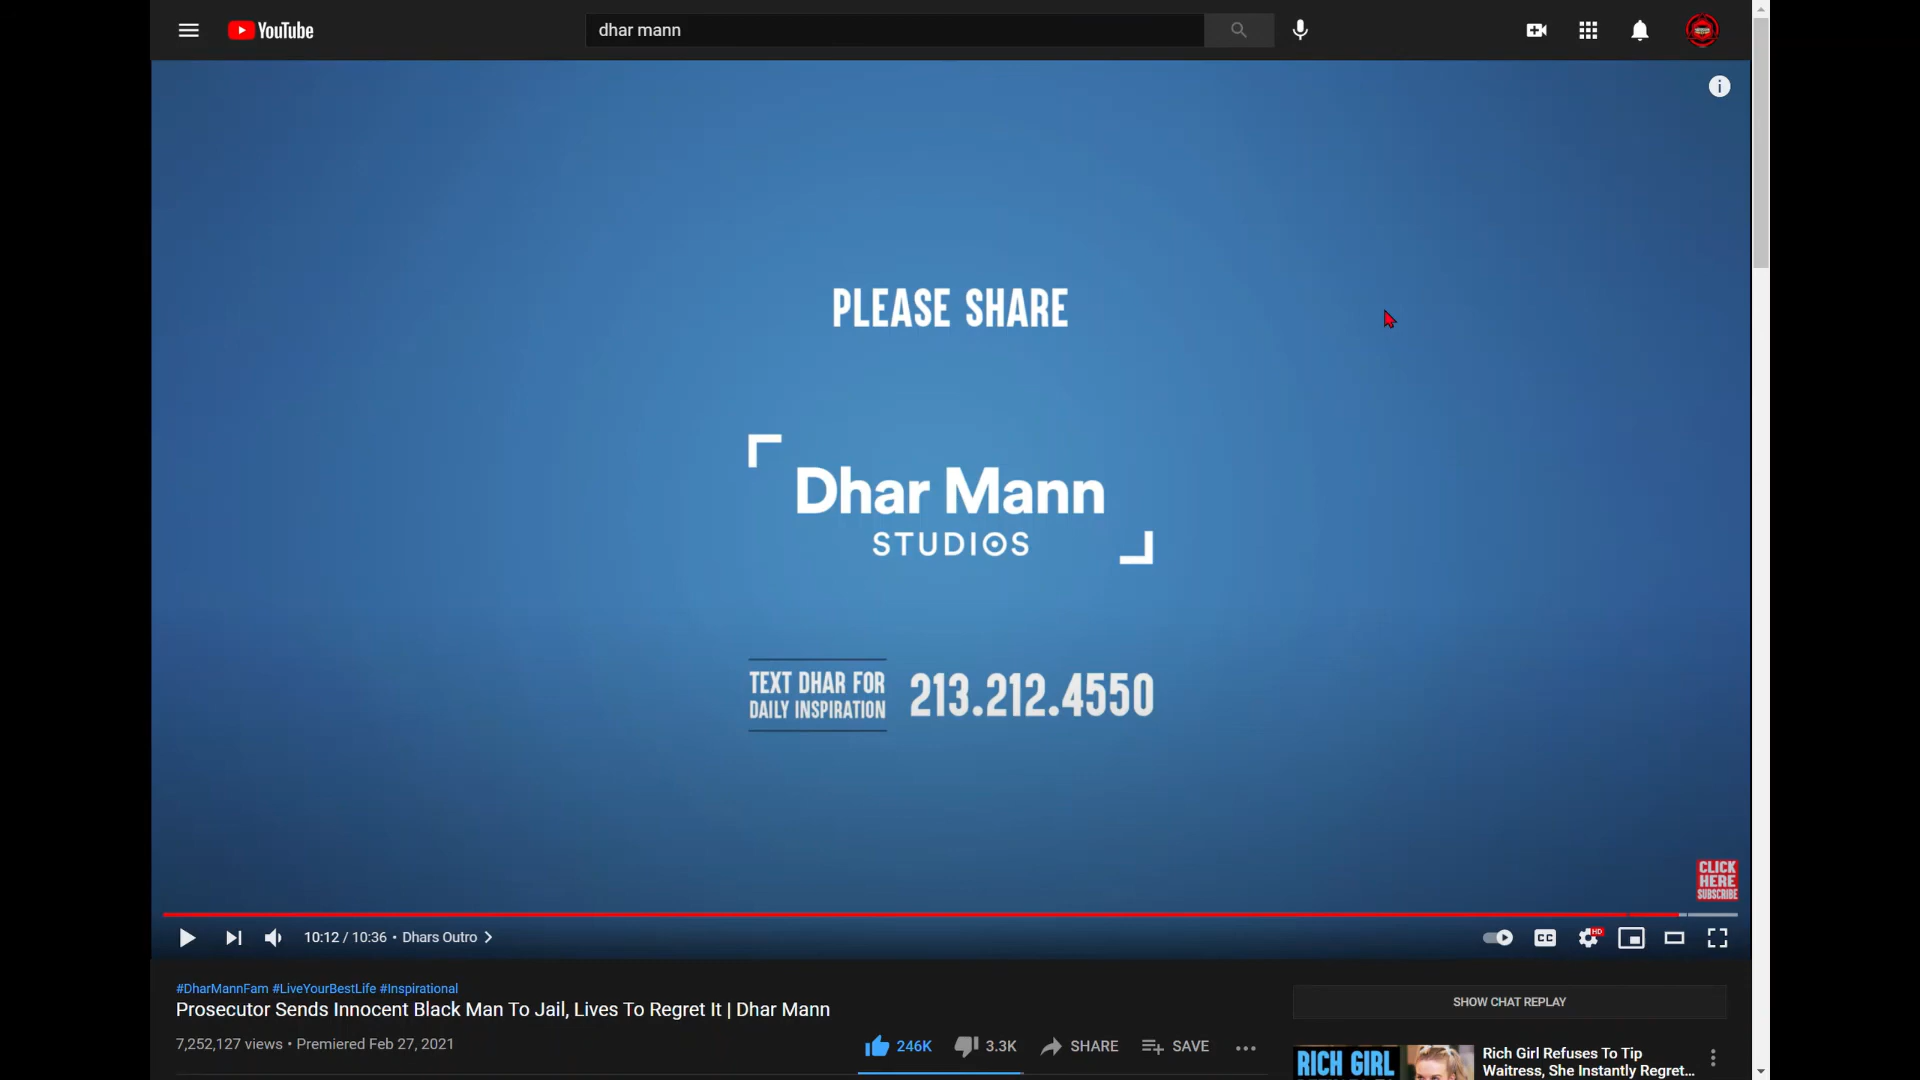 YouTube
dhar mann
PLEASE SHARE
Dhar Mann
STUDIOS
TEXT DHAR FOR
DAILY INSPIRATION
213.212.4550
CLICK
HERE
SUBSCRIBE
10:12 / 10:36 • Dhars Outro
CC
HD
#DharMannFam #LiveYourBestLife #Inspirational
Prosecutor Sends Innocent Black Man To Jail, Lives To Regret It | Dhar Mann
7,252,127 views • Premiered Feb 27, 2021
246K
3.3K
SHARE
SAVE
SHOW CHAT REPLAY
RICH GIRL
Rich Girl Refuses To Tip
Waitress, She Instantly Regret...